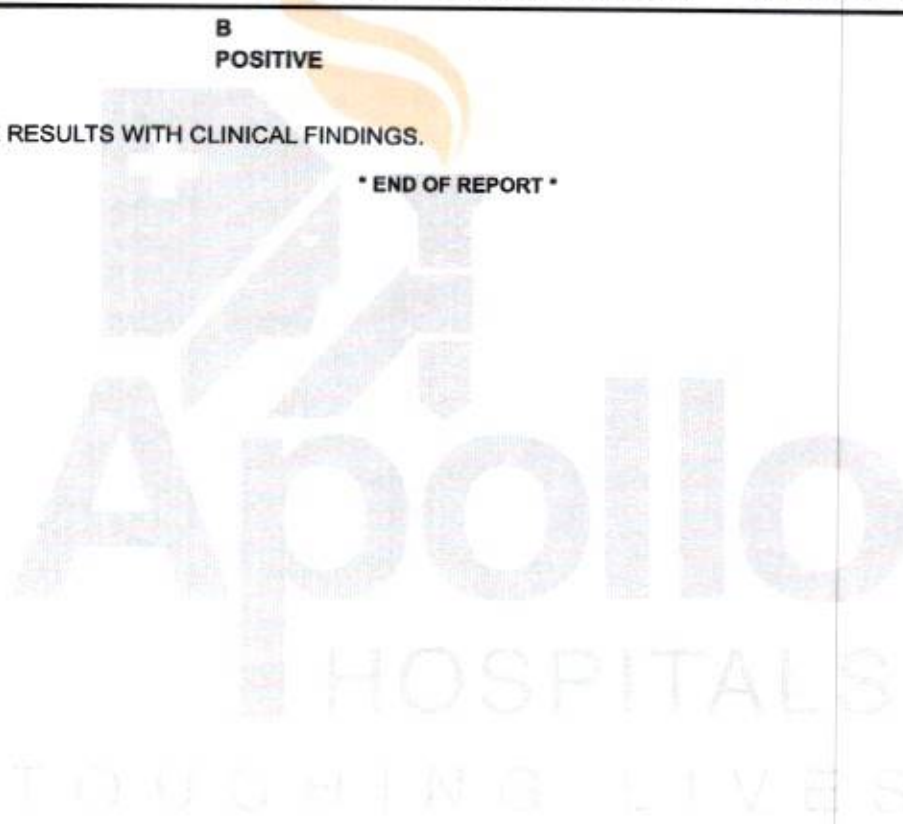 B
POSITIVE
RESULTS WITH CLINICAL FINDINGS.
* END OF REPORT *
Apollo
HOSPITALS
TOUCHING LIVES